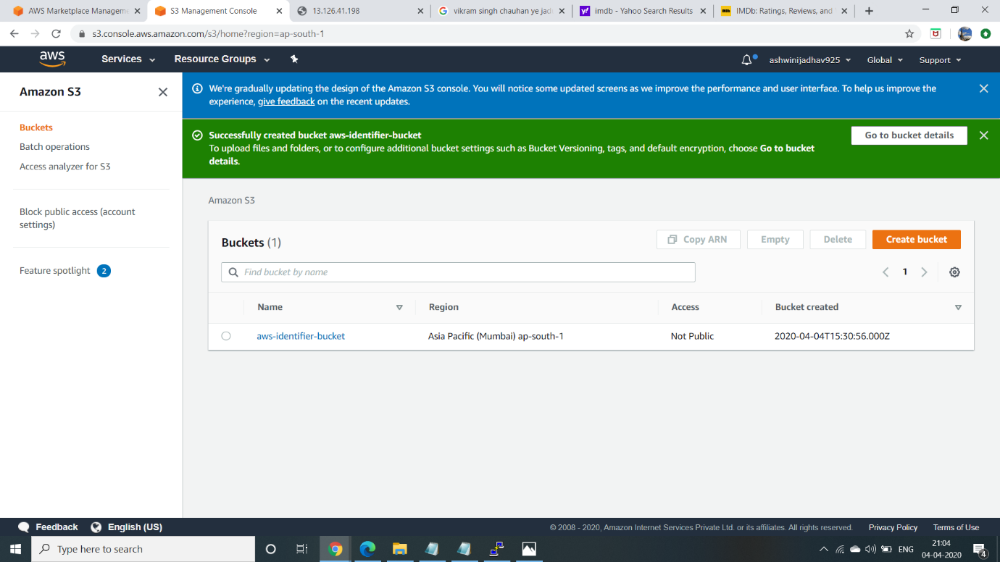 AWS Marketplace Manageme
S3 Management Console
13.126.41.198
vikram singh chauhan ye jad
imdb - Yahoo Search Results
IMDb: Ratings, Reviews, and
s3.console.aws.amazon.com/s3/home?region=ap-south-1
aws
Services
Resource Groups
ashwinijadhav925
Global
Support
Amazon S3
Buckets
Batch operations
Access analyzer for S3
Block public access (account
settings)
Feature spotlight
2
We're gradually updating the design of the Amazon S3 console. You will notice some updated screens as we improve the performance and user interface. To help us improve the
experience, give feedback on the recent updates.
Successfully created bucket aws-identifier-bucket
To upload files and folders, or to configure additional bucket settings such as Bucket Versioning, tags, and default encryption, choose Go to bucket
details.
Go to bucket details
Amazon S3
Buckets (1)
Copy ARN
Empty
Delete
Create bucket
Find bucket by name
1
Name
Region
Access
Bucket created
aws-identifier-bucket
Asia Pacific (Mumbai) ap-south-1
Not Public
2020-04-04T15:30:56.000Z
Feedback
English (US)
© 2008 - 2020, Amazon Internet Services Private Ltd. or its affiliates. All rights reserved.
Privacy Policy
Terms of Use
Type here to search
ENG
21:04
04-04-2020
4